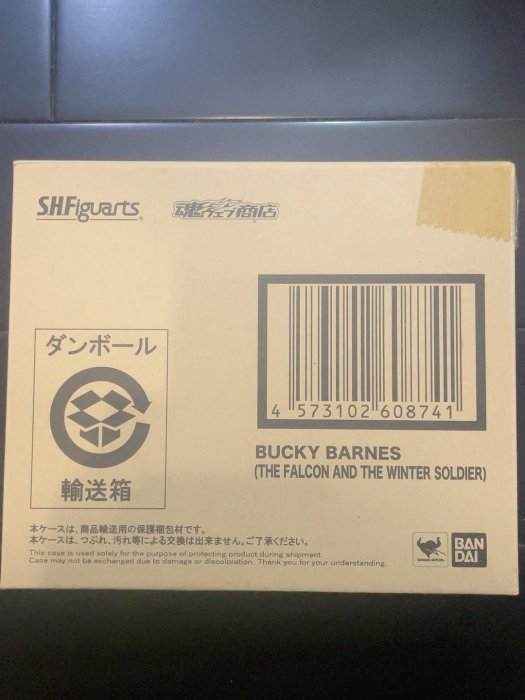 S.H.Figuarts
魂ウェブ商店
ダンボール
輸送箱
4 573102 608741
BUCKY BARNES
(THE FALCON AND THE WINTER SOLDIER)
本ケースは、商品輸送用の保護梱包材です。
本ケースは、つぶれ、汚れ等による交換は出来ません。ご了承ください。
This case is used solely for the purpose of protecting product during shipment.
Case may not be exchanged due to damage or discoloration. Thank you for your understanding.
BAN
DAI